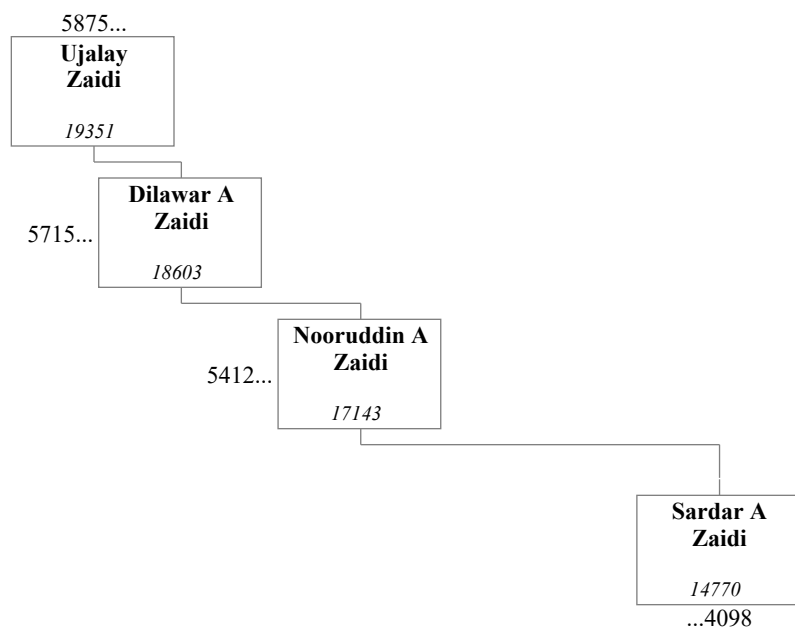 5875...
Ujalay
Zaidi
19351
Dilawar A
Zaidi
5715...
18603
Nooruddin A
Zaidi
5412...
17143
Sardar A
Zaidi
14770
...4098